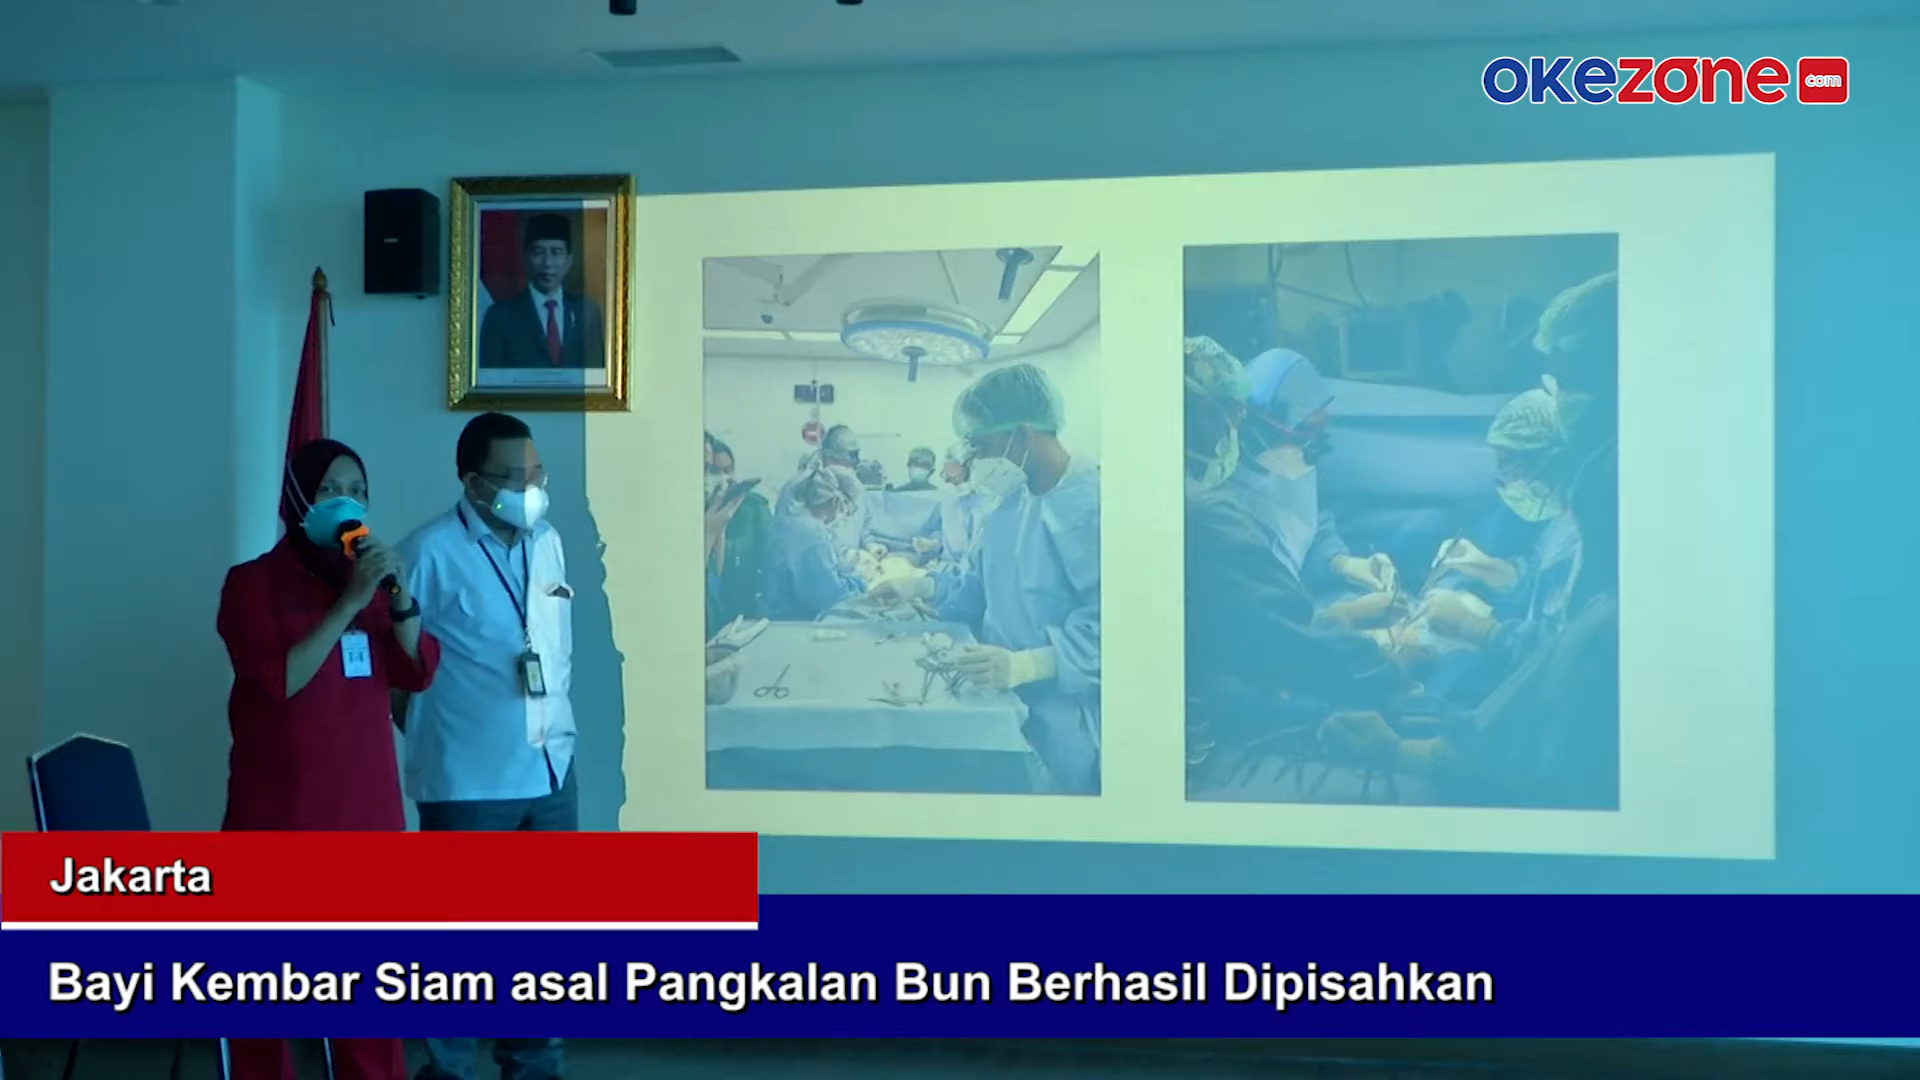 okezone
com
Jakarta
Bayi Kembar Siam asal Pangkalan Bun Berhasil Dipisahkan